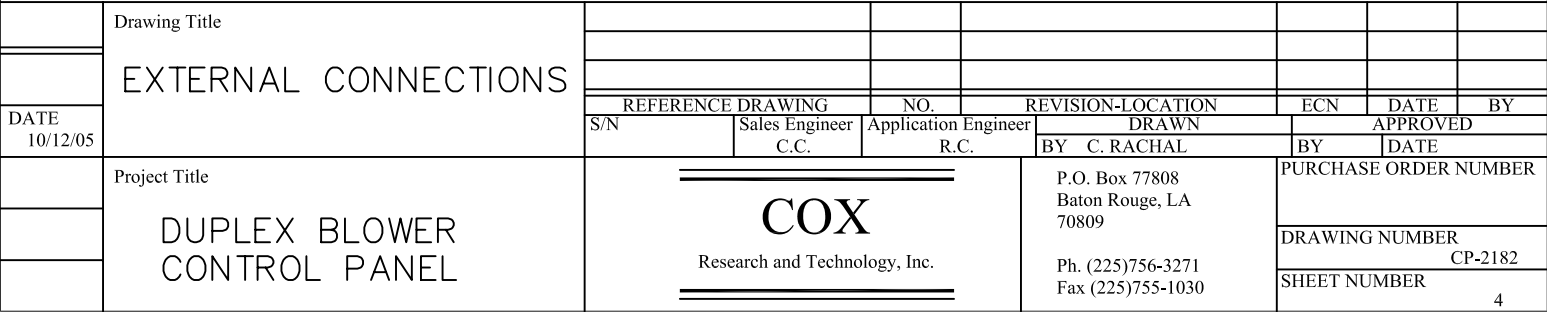 Drawing Title
EXTERNAL CONNECTIONS
DATE
10/12/05
REFERENCE DRAWING NO. REVISION-LOCATION ECN DATE BY
S/N Sales Engineer Application Engineer DRAWN APPROVED
C.C. R.C. BY C. RACHAL BY DATE
Project Title
DUPLEX BLOWER
CONTROL PANEL
COX
Research and Technology, Inc.
P.O. Box 77808
Baton Rouge, LA
70809
Ph. (225)756-3271
Fax (225)755-1030
PURCHASE ORDER NUMBER
DRAWING NUMBER
CP-2182
SHEET NUMBER
4